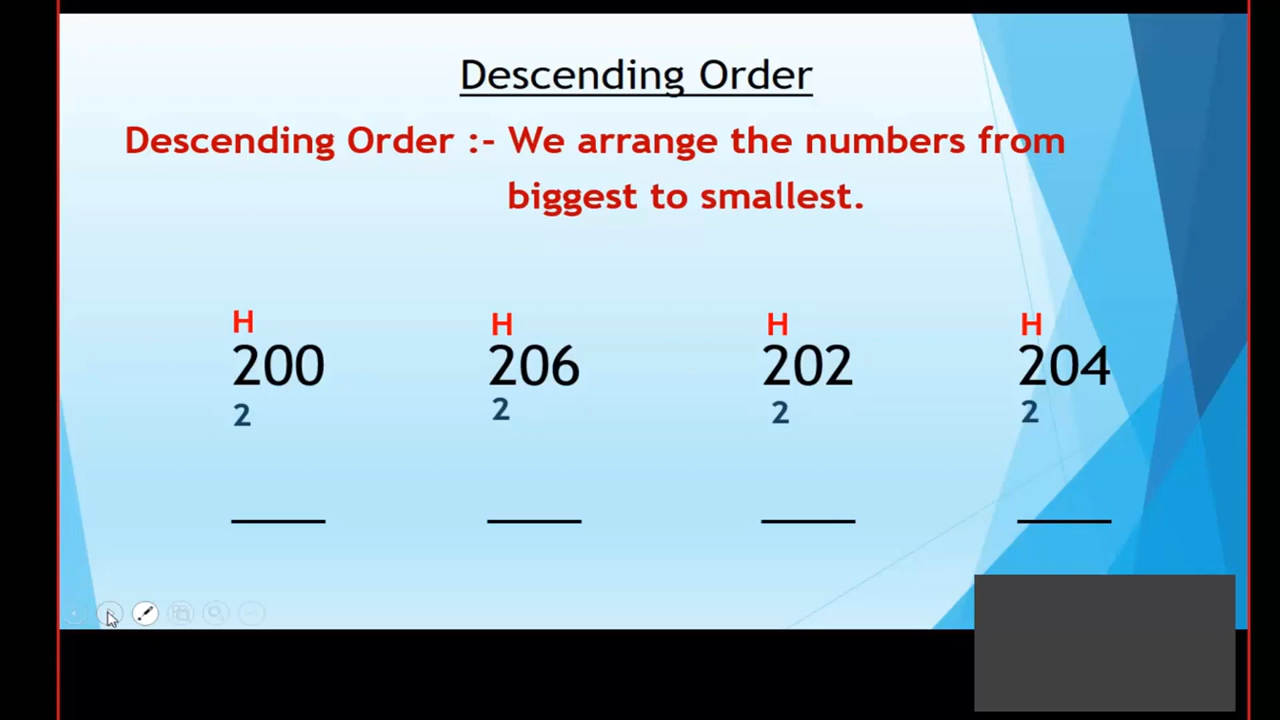 Descending Order
Descending Order :- We arrange the numbers from
biggest to smallest.
H H H H
200 206 202 204
2 2 2 2